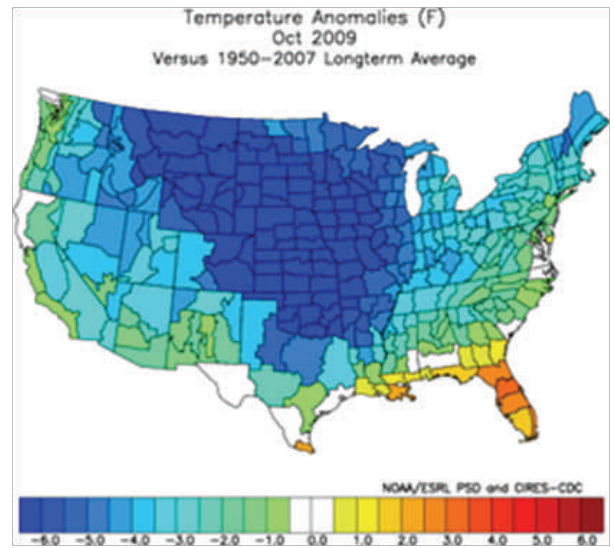 Temperature Anomalies (F)
Oct 2009
Versus 1950-2007 Longterm Average
NOAA/ESRL PSD and CIRES-CDC
-6.0 -5.0 -4.0 -3.0 -2.0 -1.0 0.0 1.0 2.0 3.0 4.0 5.0 6.0